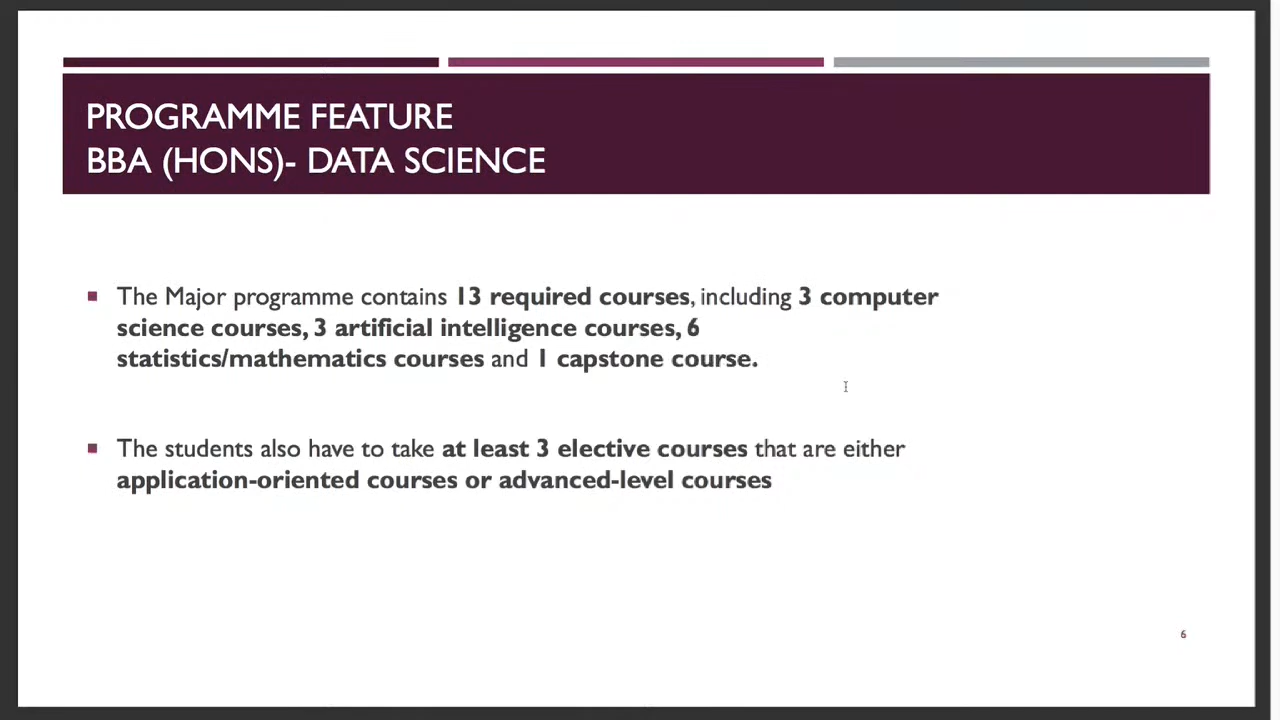 PROGRAMME FEATURE
BBA (HONS)- DATA SCIENCE
The Major programme contains 13 required courses, including 3 computer
science courses, 3 artificial intelligence courses, 6
statistics/mathematics courses and 1 capstone course.
The students also have to take at least 3 elective courses that are either
application-oriented courses or advanced-level courses
6